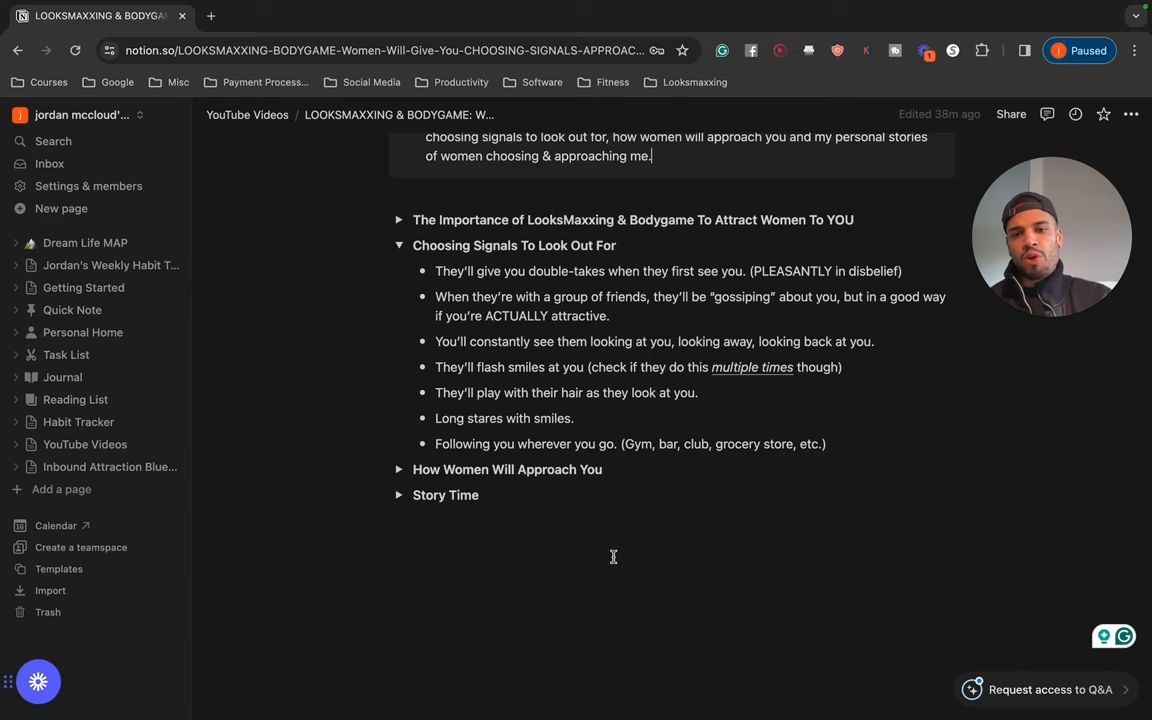 LOOKSMAXXING & BODYGA
notion.so/LOOKSMAXXING-BODYGAME-Women-Will-Give-You-CHOOSING-SIGNALS-APPROAC...
1
j Paused
Courses
Google
Misc
Payment Process...
Social Media
Productivity
Software
Fitness
Looksmaxxing
j jordan mccloud'...
YouTube Videos / LOOKSMAXXING & BODYGAME: W...
Edited 38m ago
Share
Search
Inbox
Settings & members
New page
Dream Life MAP
Jordan's Weekly Habit T...
Getting Started
Quick Note
Personal Home
Task List
Journal
Reading List
Habit Tracker
YouTube Videos
Inbound Attraction Blue...
Add a page
Calendar ↗
Create a teamspace
Templates
Import
Trash
choosing signals to look out for, how women will approach you and my personal stories
of women choosing & approaching me.
The Importance of LooksMaxxing & Bodygame To Attract Women To YOU
Choosing Signals To Look Out For
• They'll give you double-takes when they first see you. (PLEASANTLY in disbelief)
• When they're with a group of friends, they'll be “gossiping” about you, but in a good way
if you're ACTUALLY attractive.
• You'll constantly see them looking at you, looking away, looking back at you.
• They'll flash smiles at you (check if they do this multiple times though)
• They'll play with their hair as they look at you.
• Long stares with smiles.
• Following you wherever you go. (Gym, bar, club, grocery store, etc.)
How Women Will Approach You
Story Time
Request access to Q&A